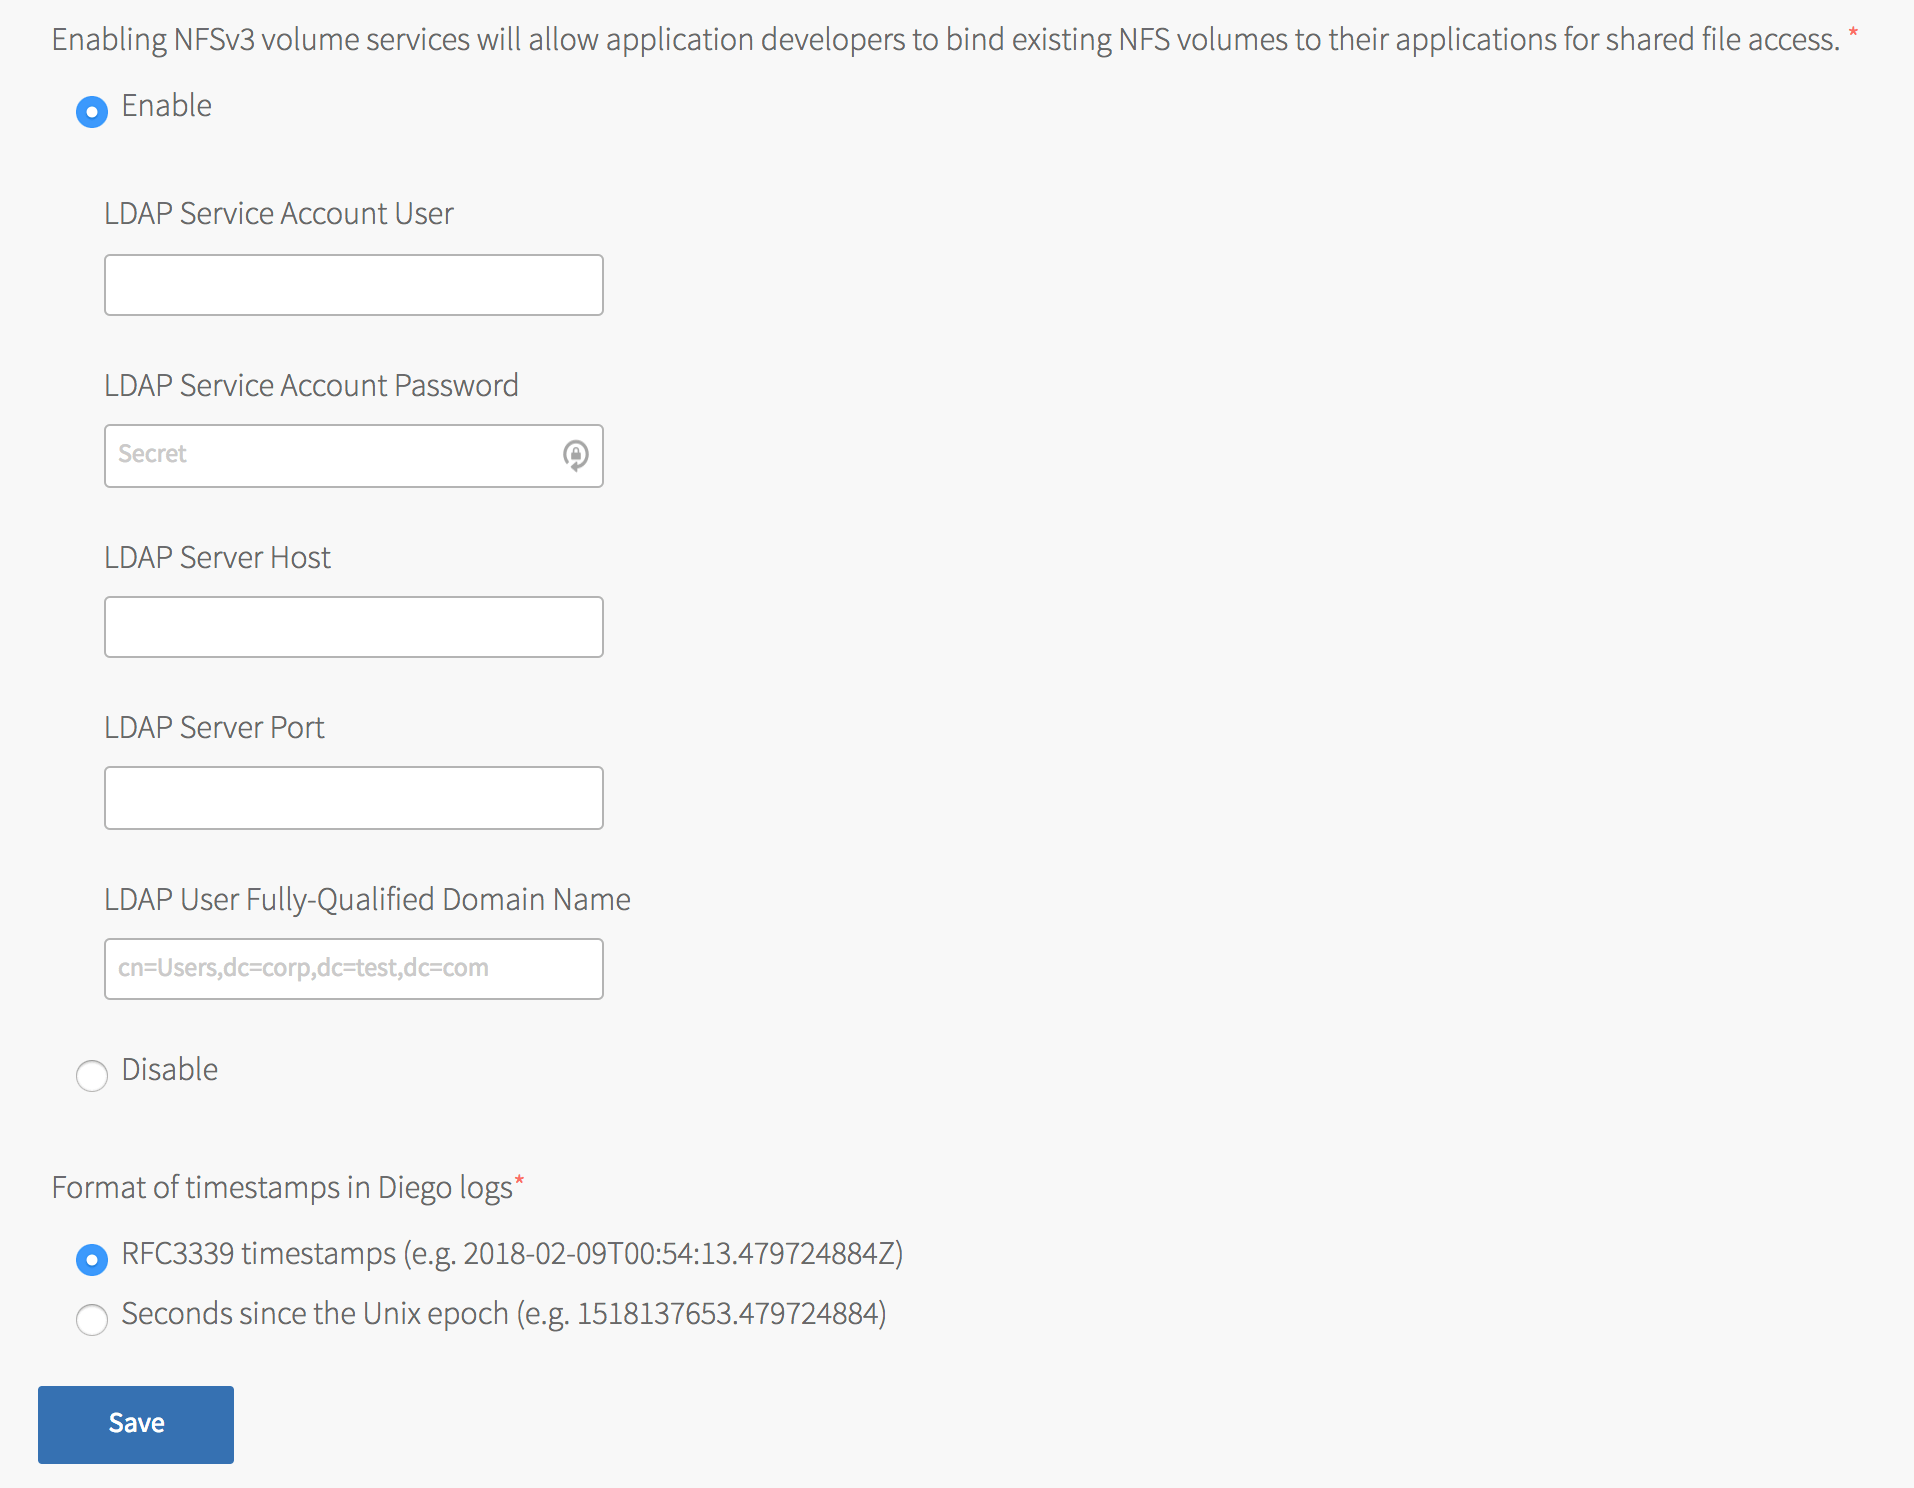 Enabling NFSv3 volume services will allow application developers to bind existing NFS volumes to their applications for shared file access. *
Enable
LDAP Service Account User
LDAP Service Account Password
Secret
LDAP Server Host
LDAP Server Port
LDAP User Fully-Qualified Domain Name
cn=Users,dc=corp,dc=test,dc=com
Disable
Format of timestamps in Diego logs*
RFC3339 timestamps (e.g. 2018-02-09T00:54:13.479724884Z)
Seconds since the Unix epoch (e.g. 1518137653.479724884)
Save